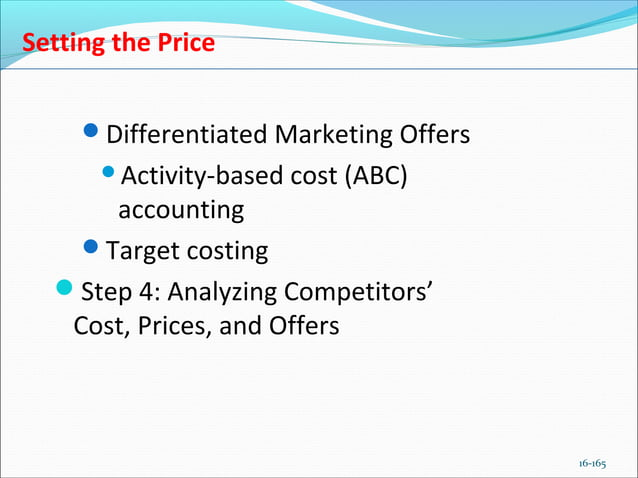 Setting the Price
Differentiated Marketing Offers
Activity-based cost (ABC)
accounting
Target costing
Step 4: Analyzing Competitors’
Cost, Prices, and Offers
16-165